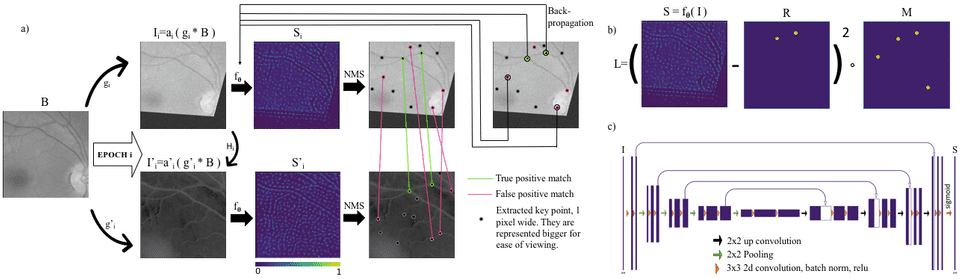 a)
B
g_i
EPOCH i
g'_i
I_i=a_i ( g_i * B )
f_θ
S_i
NMS
Back-
propagation
H_i
I'_i=a'_i ( g'_i * B )
f_θ
S'_i
NMS
0
1
True positive match
False positive match
Extracted key point, 1
pixel wide. They are
represented bigger for
ease of viewing.
b)
S = f_θ( I )
R
M
L=
(
-
)
2
∘
c)
I
S
sigmoid
2x2 up convolution
2x2 Pooling
3x3 2d convolution, batch norm, relu